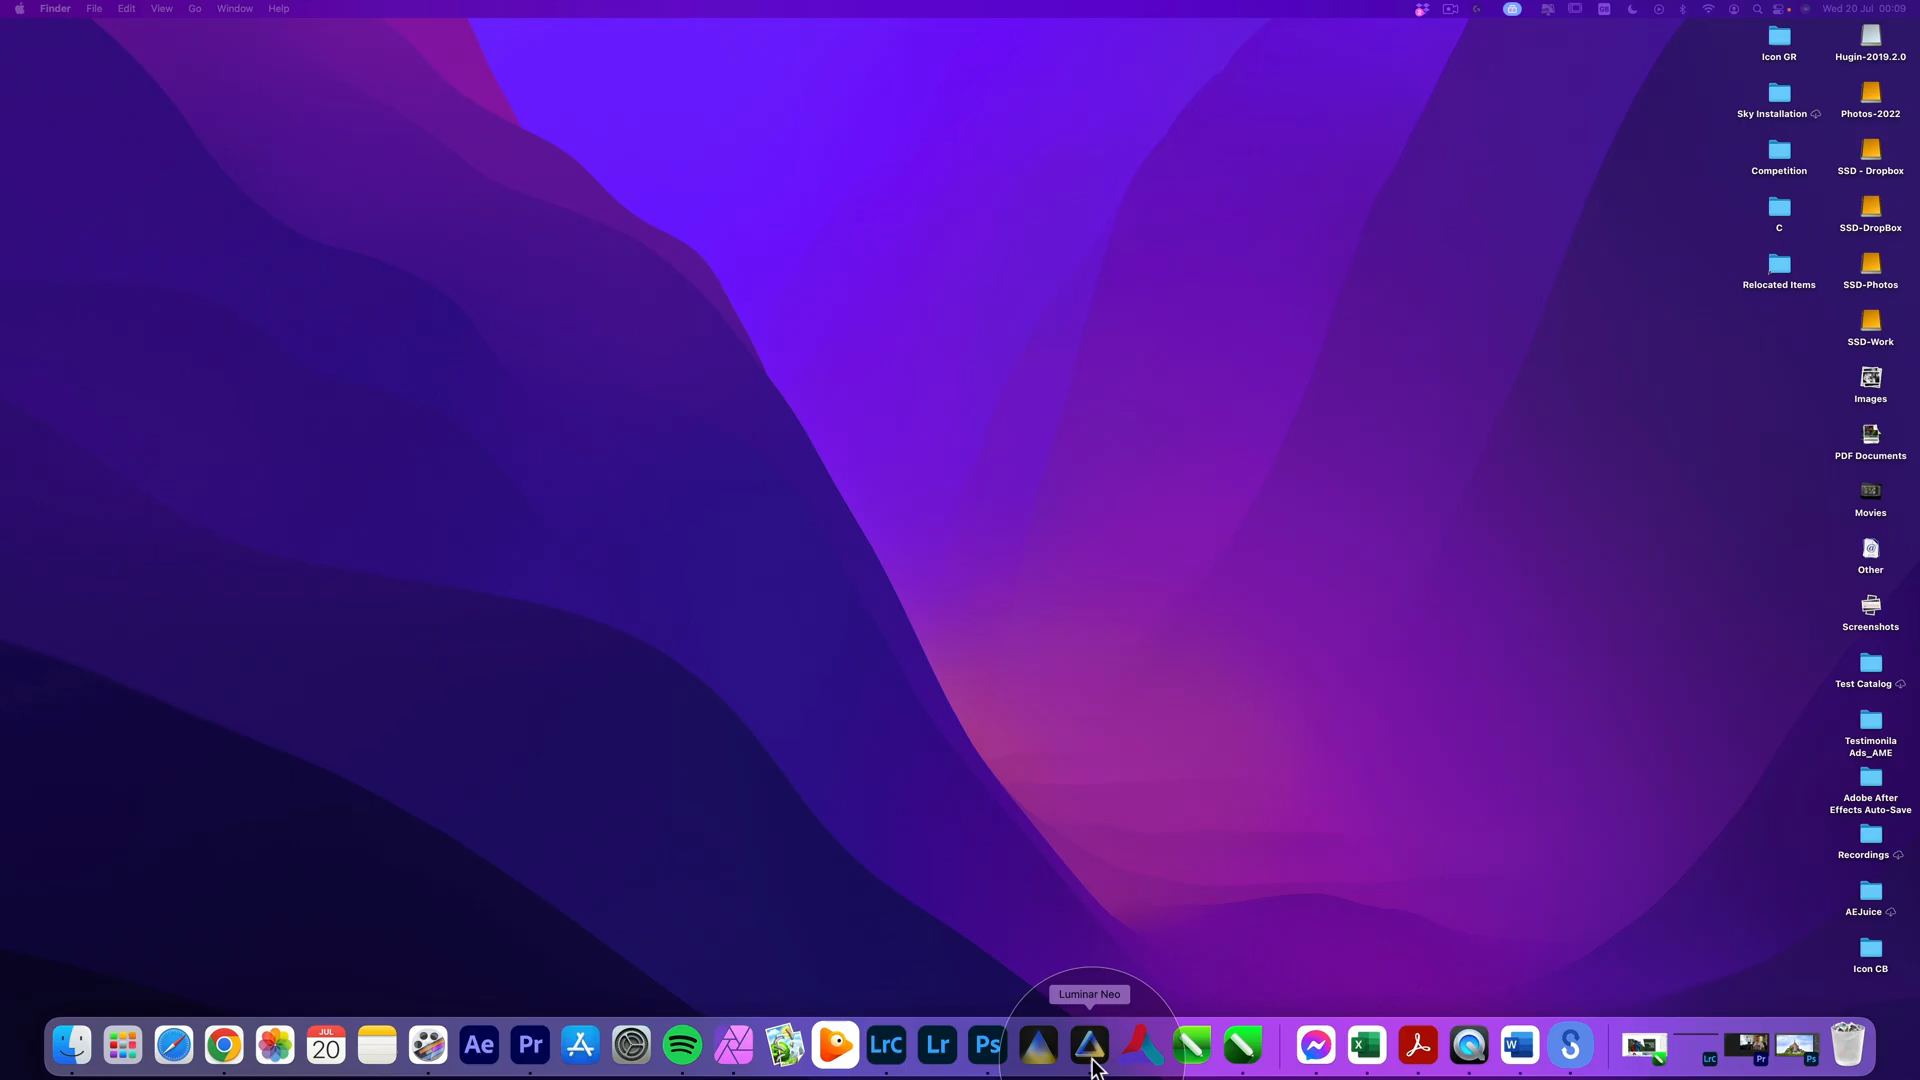 Finder File Edit View Go Window Help
Wed 20 Jul 00:09
Icon GR
Hugin-2019.2.0
Sky Installation
Photos-2022
Competition
SSD - Dropbox
C
SSD-DropBox
Relocated Items
SSD-Photos
SSD-Work
Images
PDF Documents
Movies
Other
Screenshots
Test Catalog
Testimonila
Ads_AME
Adobe After
Effects Auto-Save
Recordings
AEJuice
Icon CB
Luminar Neo
JUL
20
Ae
Pr
LrC
Lr
Ps
X
W
S
LrC
Pr
Ps